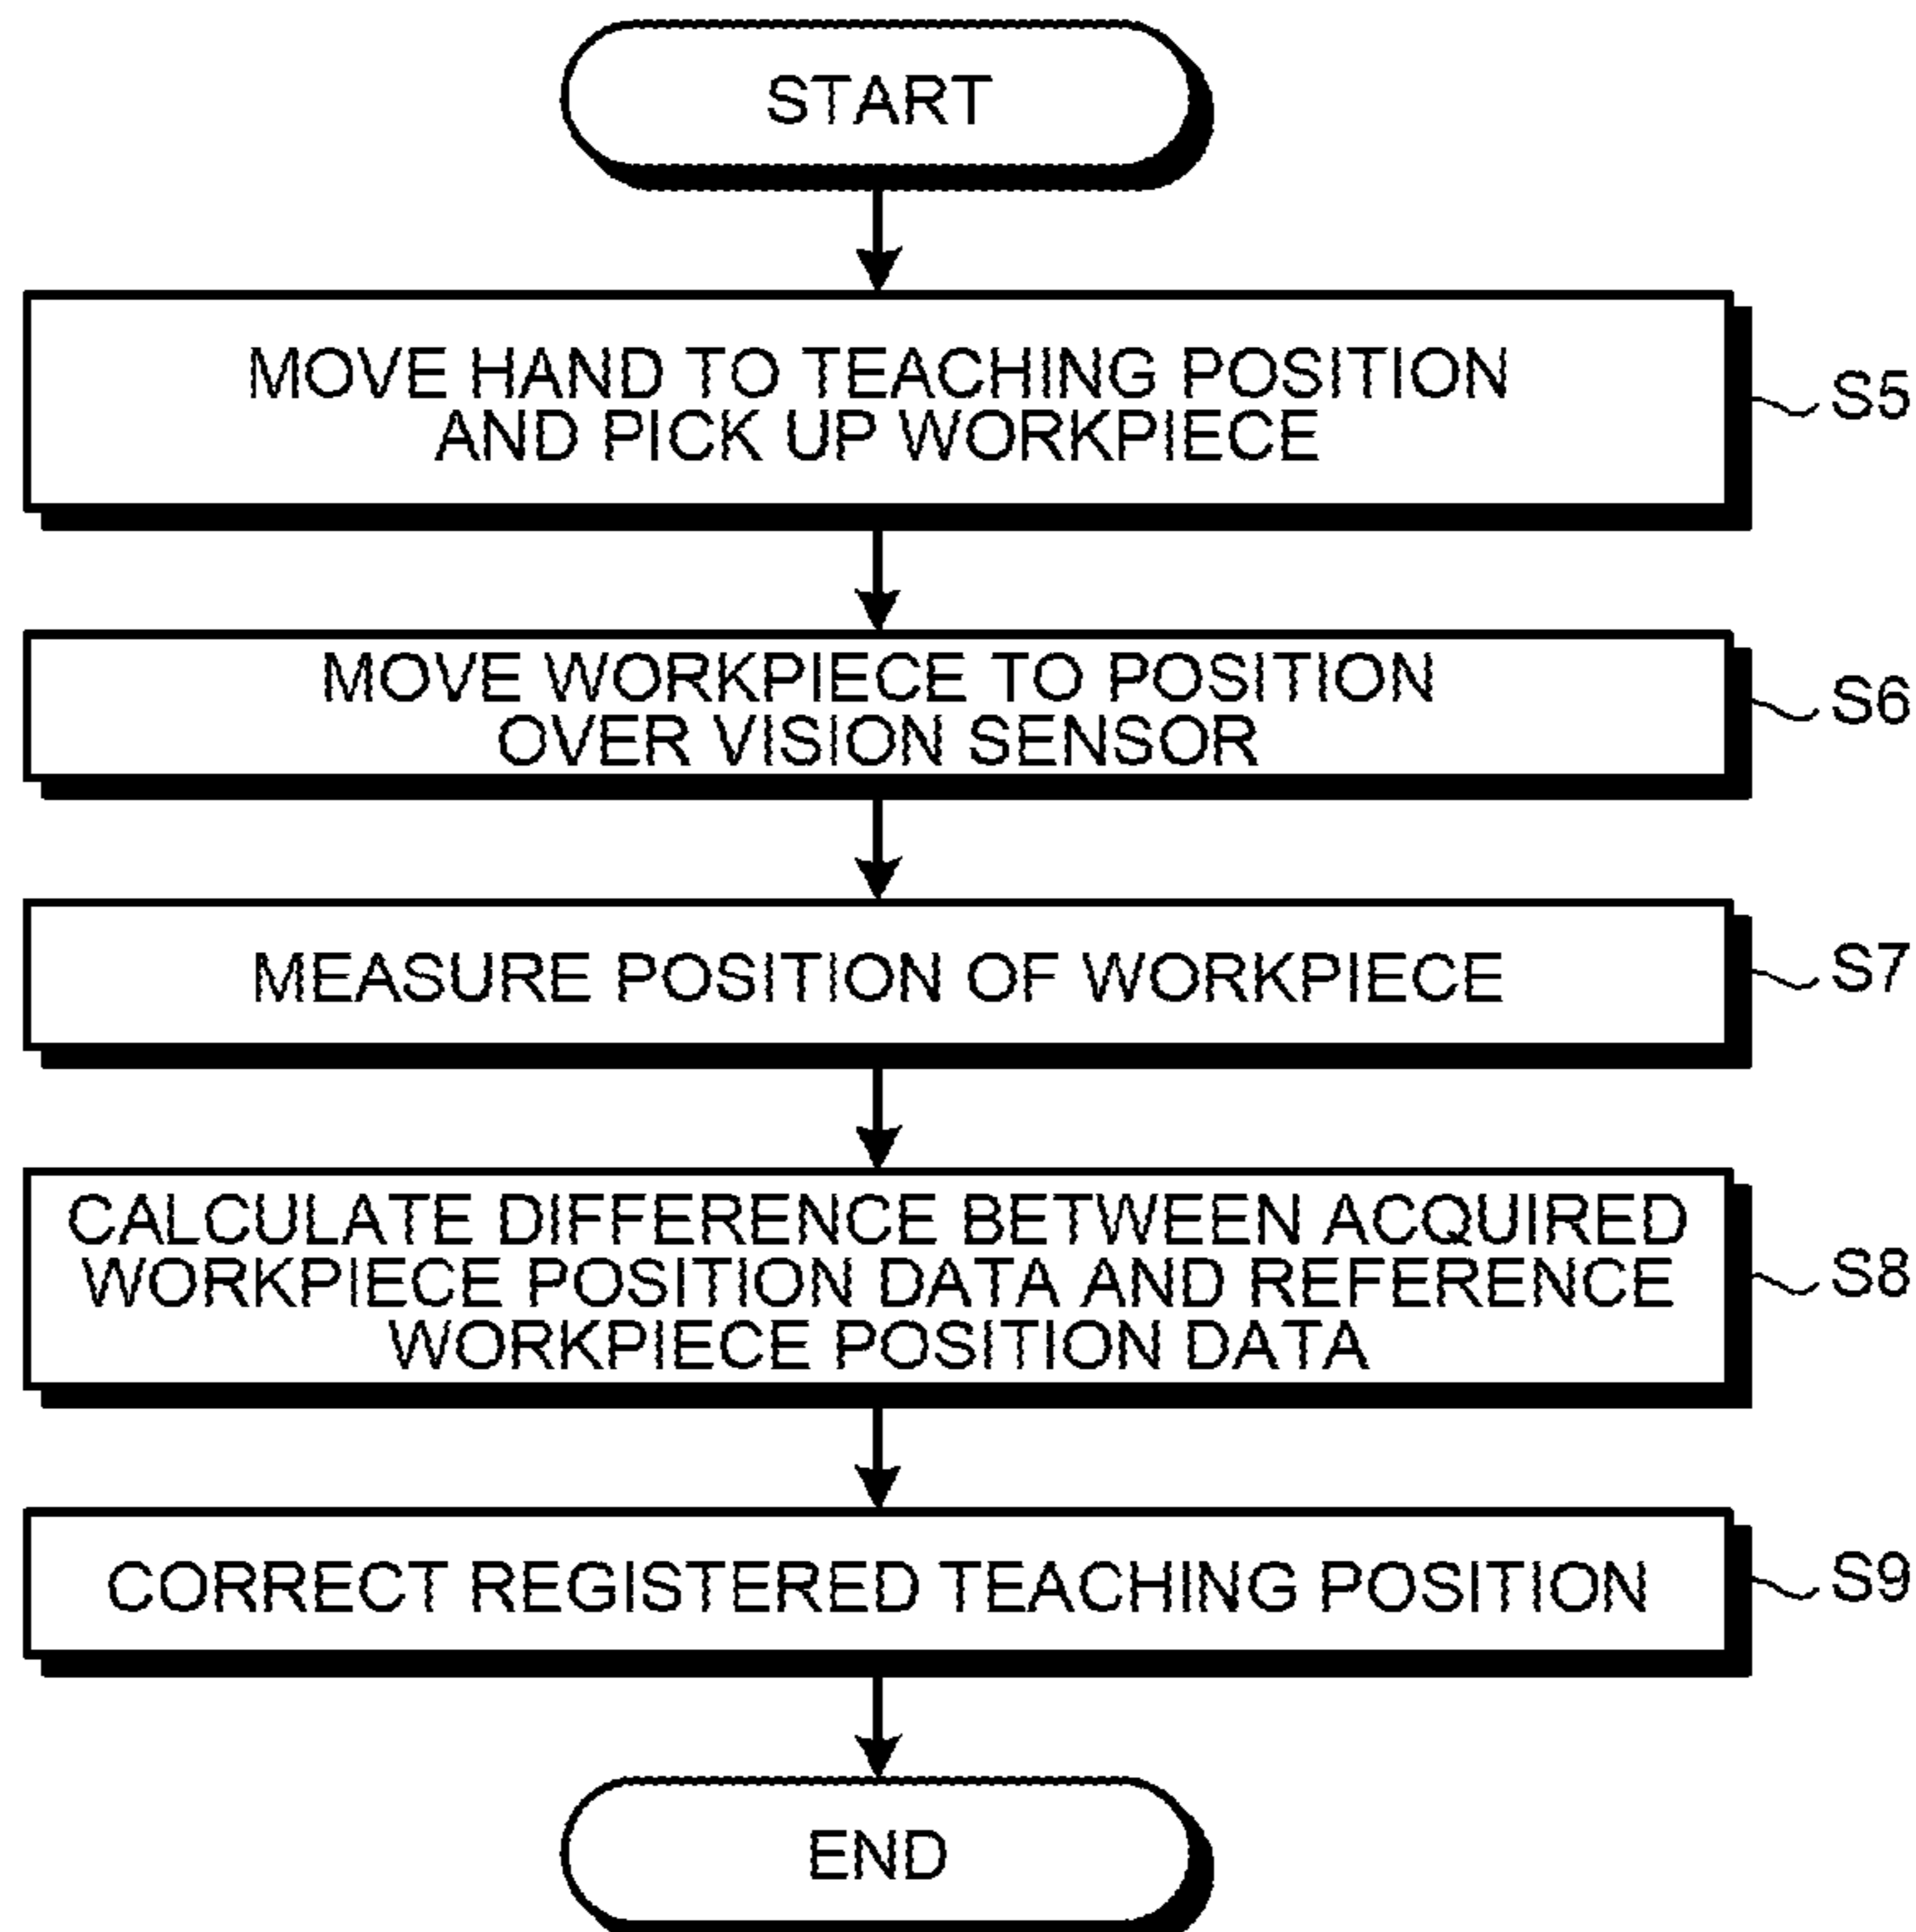 START
MOVE HAND TO TEACHING POSITION
AND PICK UP WORKPIECE
S5
MOVE WORKPIECE TO POSITION
OVER VISION SENSOR
S6
MEASURE POSITION OF WORKPIECE
S7
CALCULATE DIFFERENCE BETWEEN ACQUIRED
WORKPIECE POSITION DATA AND REFERENCE
WORKPIECE POSITION DATA
S8
CORRECT REGISTERED TEACHING POSITION
S9
END